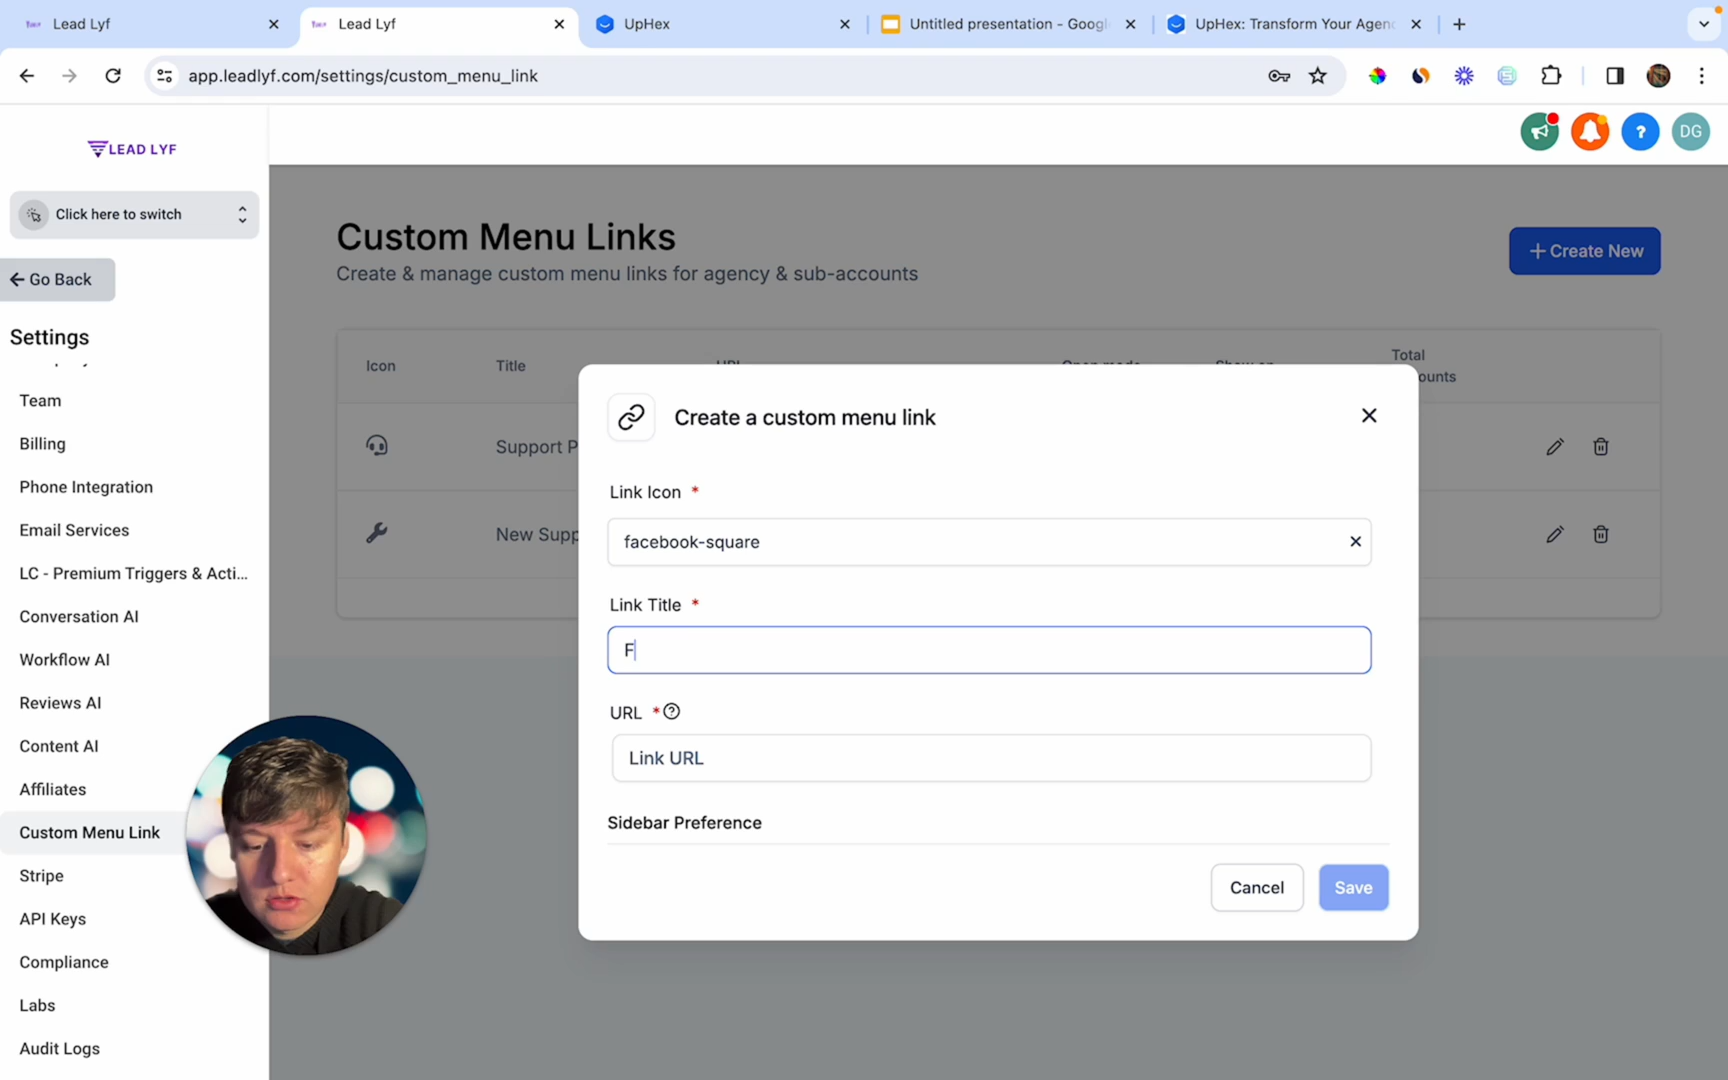 Lead Lyf
Lead Lyf
UpHex
Untitled presentation - Googl
UpHex: Transform Your Agen
app.leadlyf.com/settings/custom_menu_link
LEAD LYF
DG
Click here to switch
Go Back
Custom Menu Links
Create & manage custom menu links for agency & sub-accounts
+ Create New
Settings
Team
Billing
Phone Integration
Email Services
LC - Premium Triggers & Acti...
Conversation AI
Workflow AI
Reviews AI
Content AI
Affiliates
Custom Menu Link
Stripe
API Keys
Compliance
Labs
Audit Logs
Icon
Title
Total
ounts
Support P
New Supp
Create a custom menu link
Link Icon *
facebook-square
Link Title *
F
URL *
Link URL
Sidebar Preference
Cancel
Save